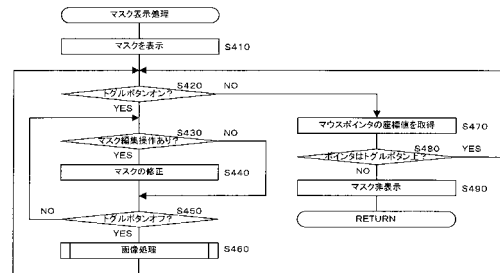 マスク表示処理
マスクを表示 S410
トグルボタンオン? S420 NO
YES
マスク編集操作あり? S430 NO
YES
マスクの修正 S440
トグルボタンオフ? S450
NO
YES
画像処理 S460
マウスポインタの座標値を取得 S470
ポインタはトグルボタン上? S480 YES
NO
マスク非表示 S490
RETURN